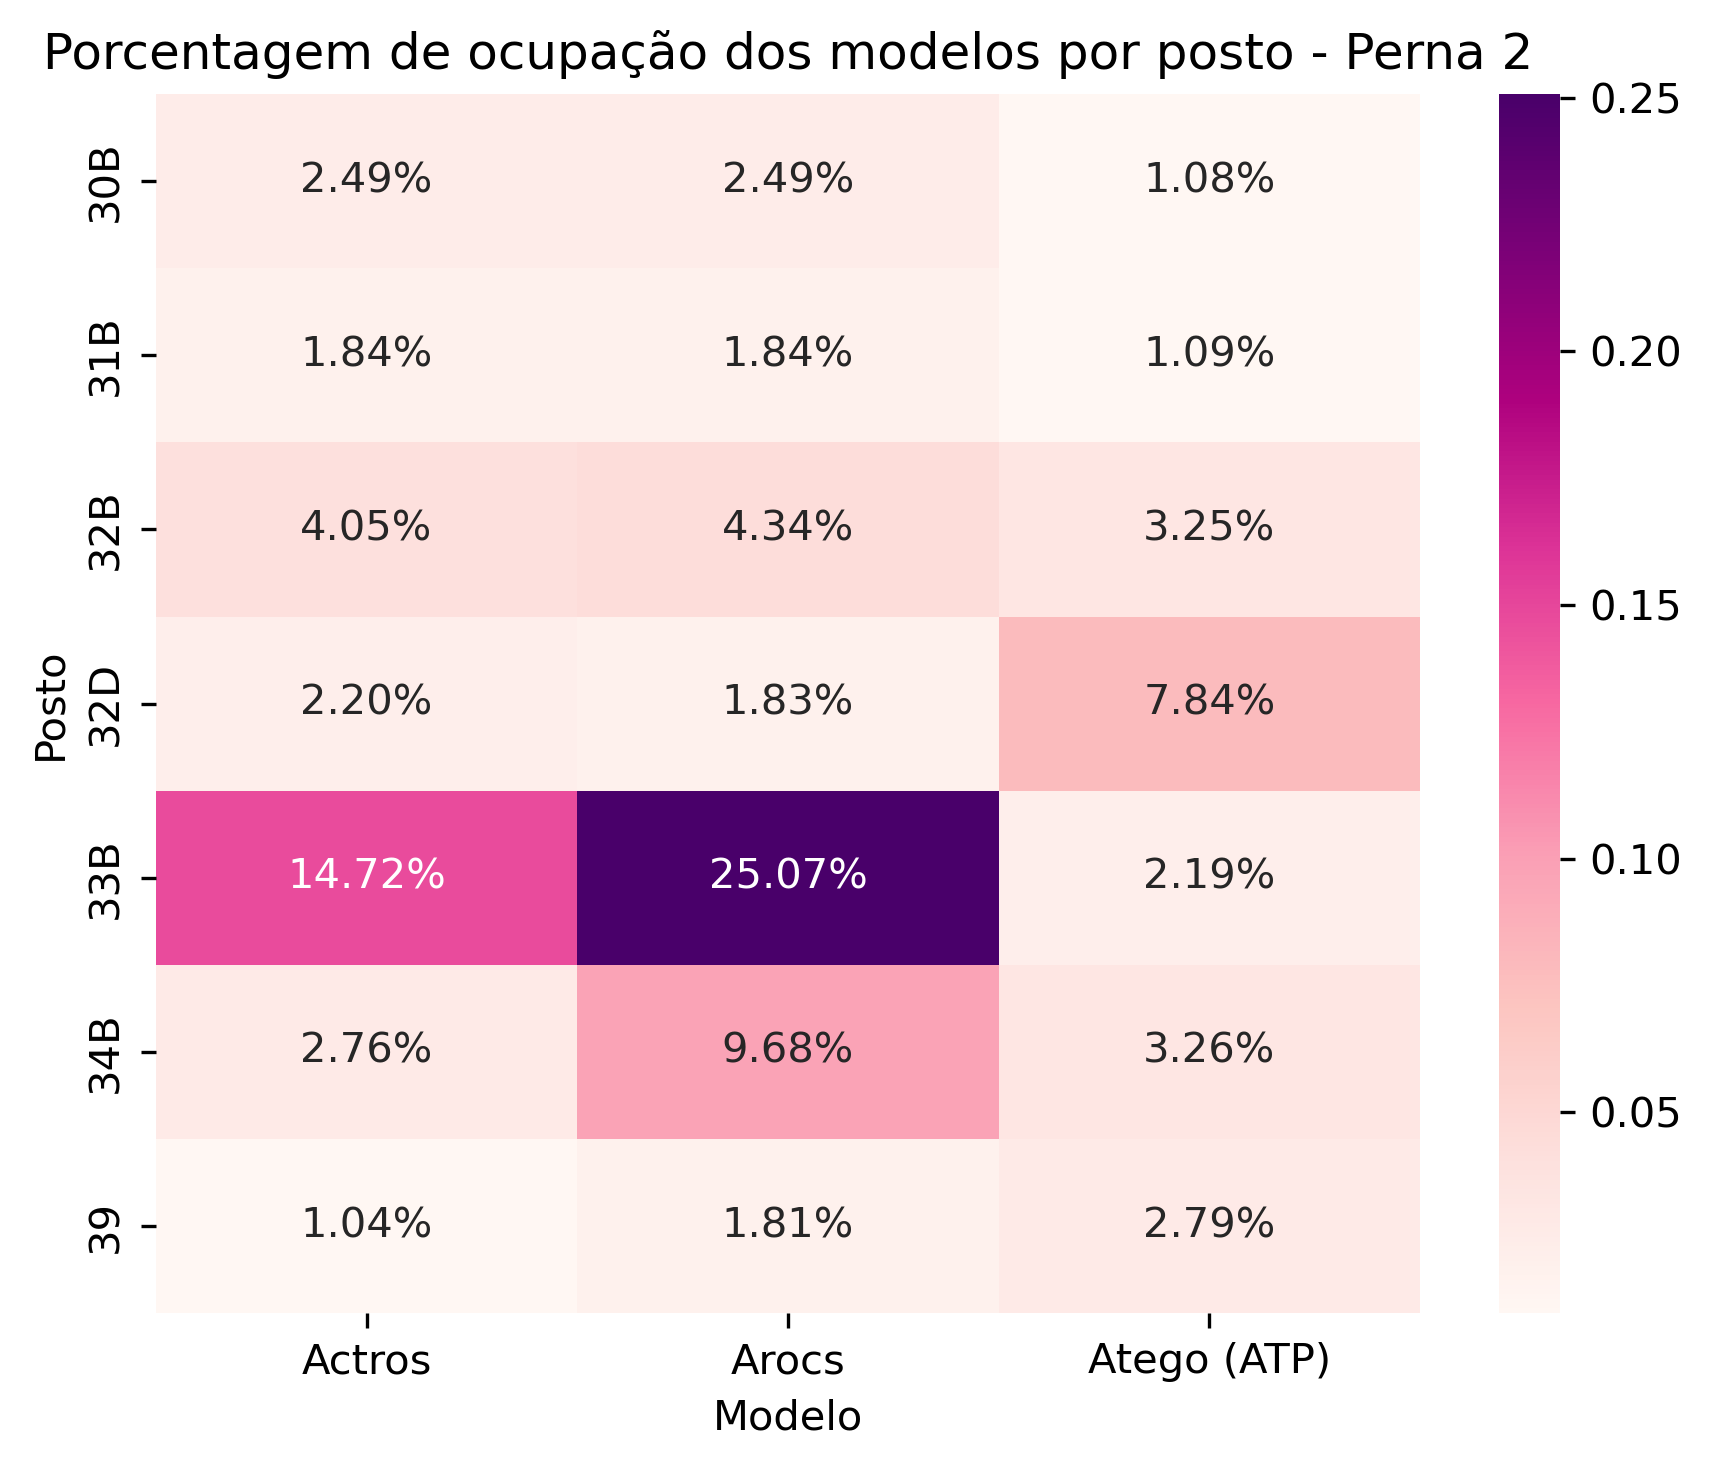 Porcentagem de ocupação dos modelos por posto - Perna 2
30B 2.49% 2.49% 1.08%
31B 1.84% 1.84% 1.09%
32B 4.05% 4.34% 3.25%
32D 2.20% 1.83% 7.84%
33B 14.72% 25.07% 2.19%
34B 2.76% 9.68% 3.26%
39 1.04% 1.81% 2.79%
Posto
Actros Arocs Atego (ATP)
Modelo
0.25
0.20
0.15
0.10
0.05